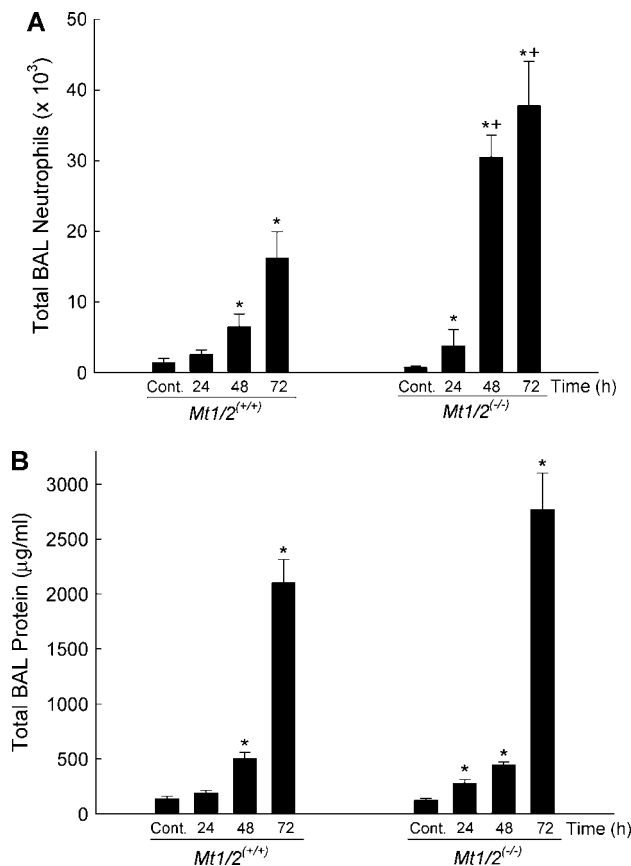 A
Total BAL Neutrophils (x 10³)
50
40
30
20
10
0
*
*
*
*+
*+
Cont. 24 48 72 Cont. 24 48 72 Time (h)
Mt1/2(+/+) Mt1/2(-/-)
B
Total BAL Protein (μg/ml)
3000
2500
2000
1500
1000
500
0
*
*
*
*
*
Cont. 24 48 72 Cont. 24 48 72 Time (h)
Mt1/2(+/+) Mt1/2(-/-)